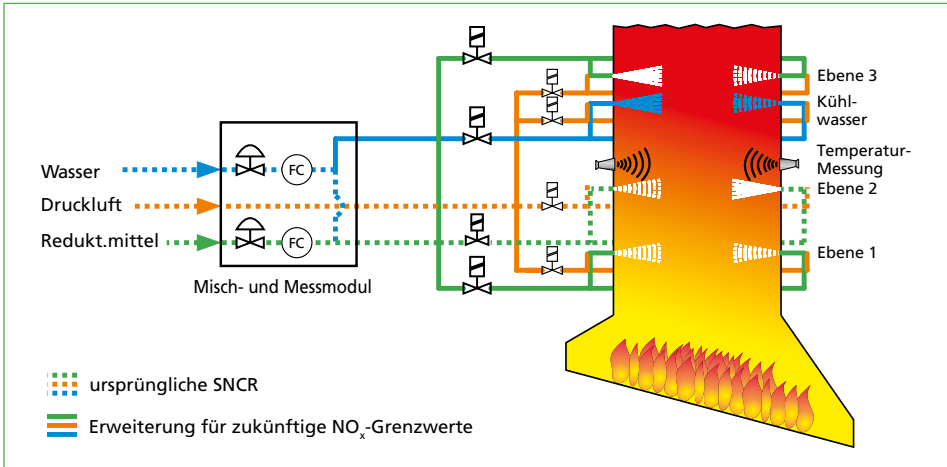 Wasser
Druckluft
Redukt.mittel
FC
FC
Misch- und Messmodul
Ebene 3
Kühl-
wasser
Temperatur-
Messung
Ebene 2
Ebene 1
ursprüngliche SNCR
Erweiterung für zukünftige NOx-Grenzwerte